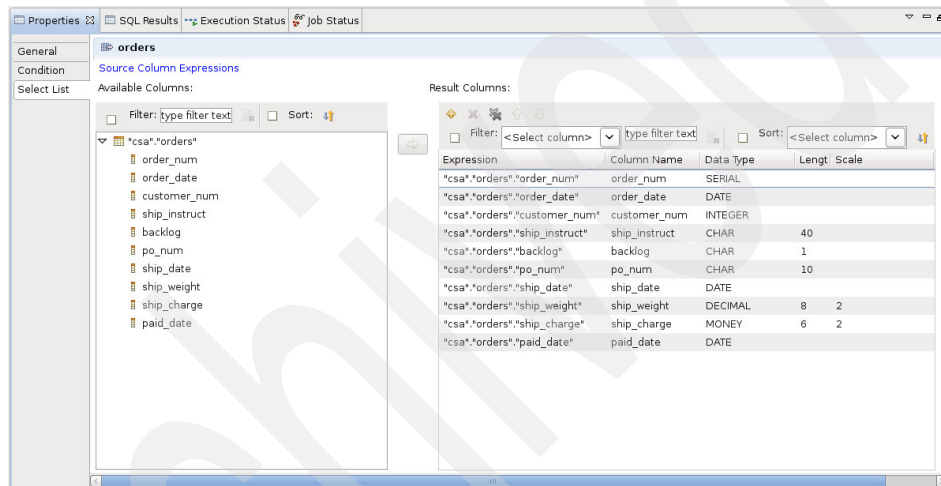 Properties SQL Results Execution Status Job Status
General
Condition
Select List
orders
Source Column Expressions
Available Columns:
Filter: type filter text Sort:
"csa"."orders"
order_num
order_date
customer_num
ship_instruct
backlog
po_num
ship_date
ship_weight
ship_charge
paid_date
Result Columns:
Filter: <Select column> type filter text Sort: <Select column>
Expression Column Name Data Type Lengt Scale
"csa"."orders"."order_num" order_num SERIAL
"csa"."orders"."order_date" order_date DATE
"csa"."orders"."customer_num" customer_num INTEGER
"csa"."orders"."ship_instruct" ship_instruct CHAR 40
"csa"."orders"."backlog" backlog CHAR 1
"csa"."orders"."po_num" po_num CHAR 10
"csa"."orders"."ship_date" ship_date DATE
"csa"."orders"."ship_weight" ship_weight DECIMAL 8 2
"csa"."orders"."ship_charge" ship_charge MONEY 6 2
"csa"."orders"."paid_date" paid_date DATE